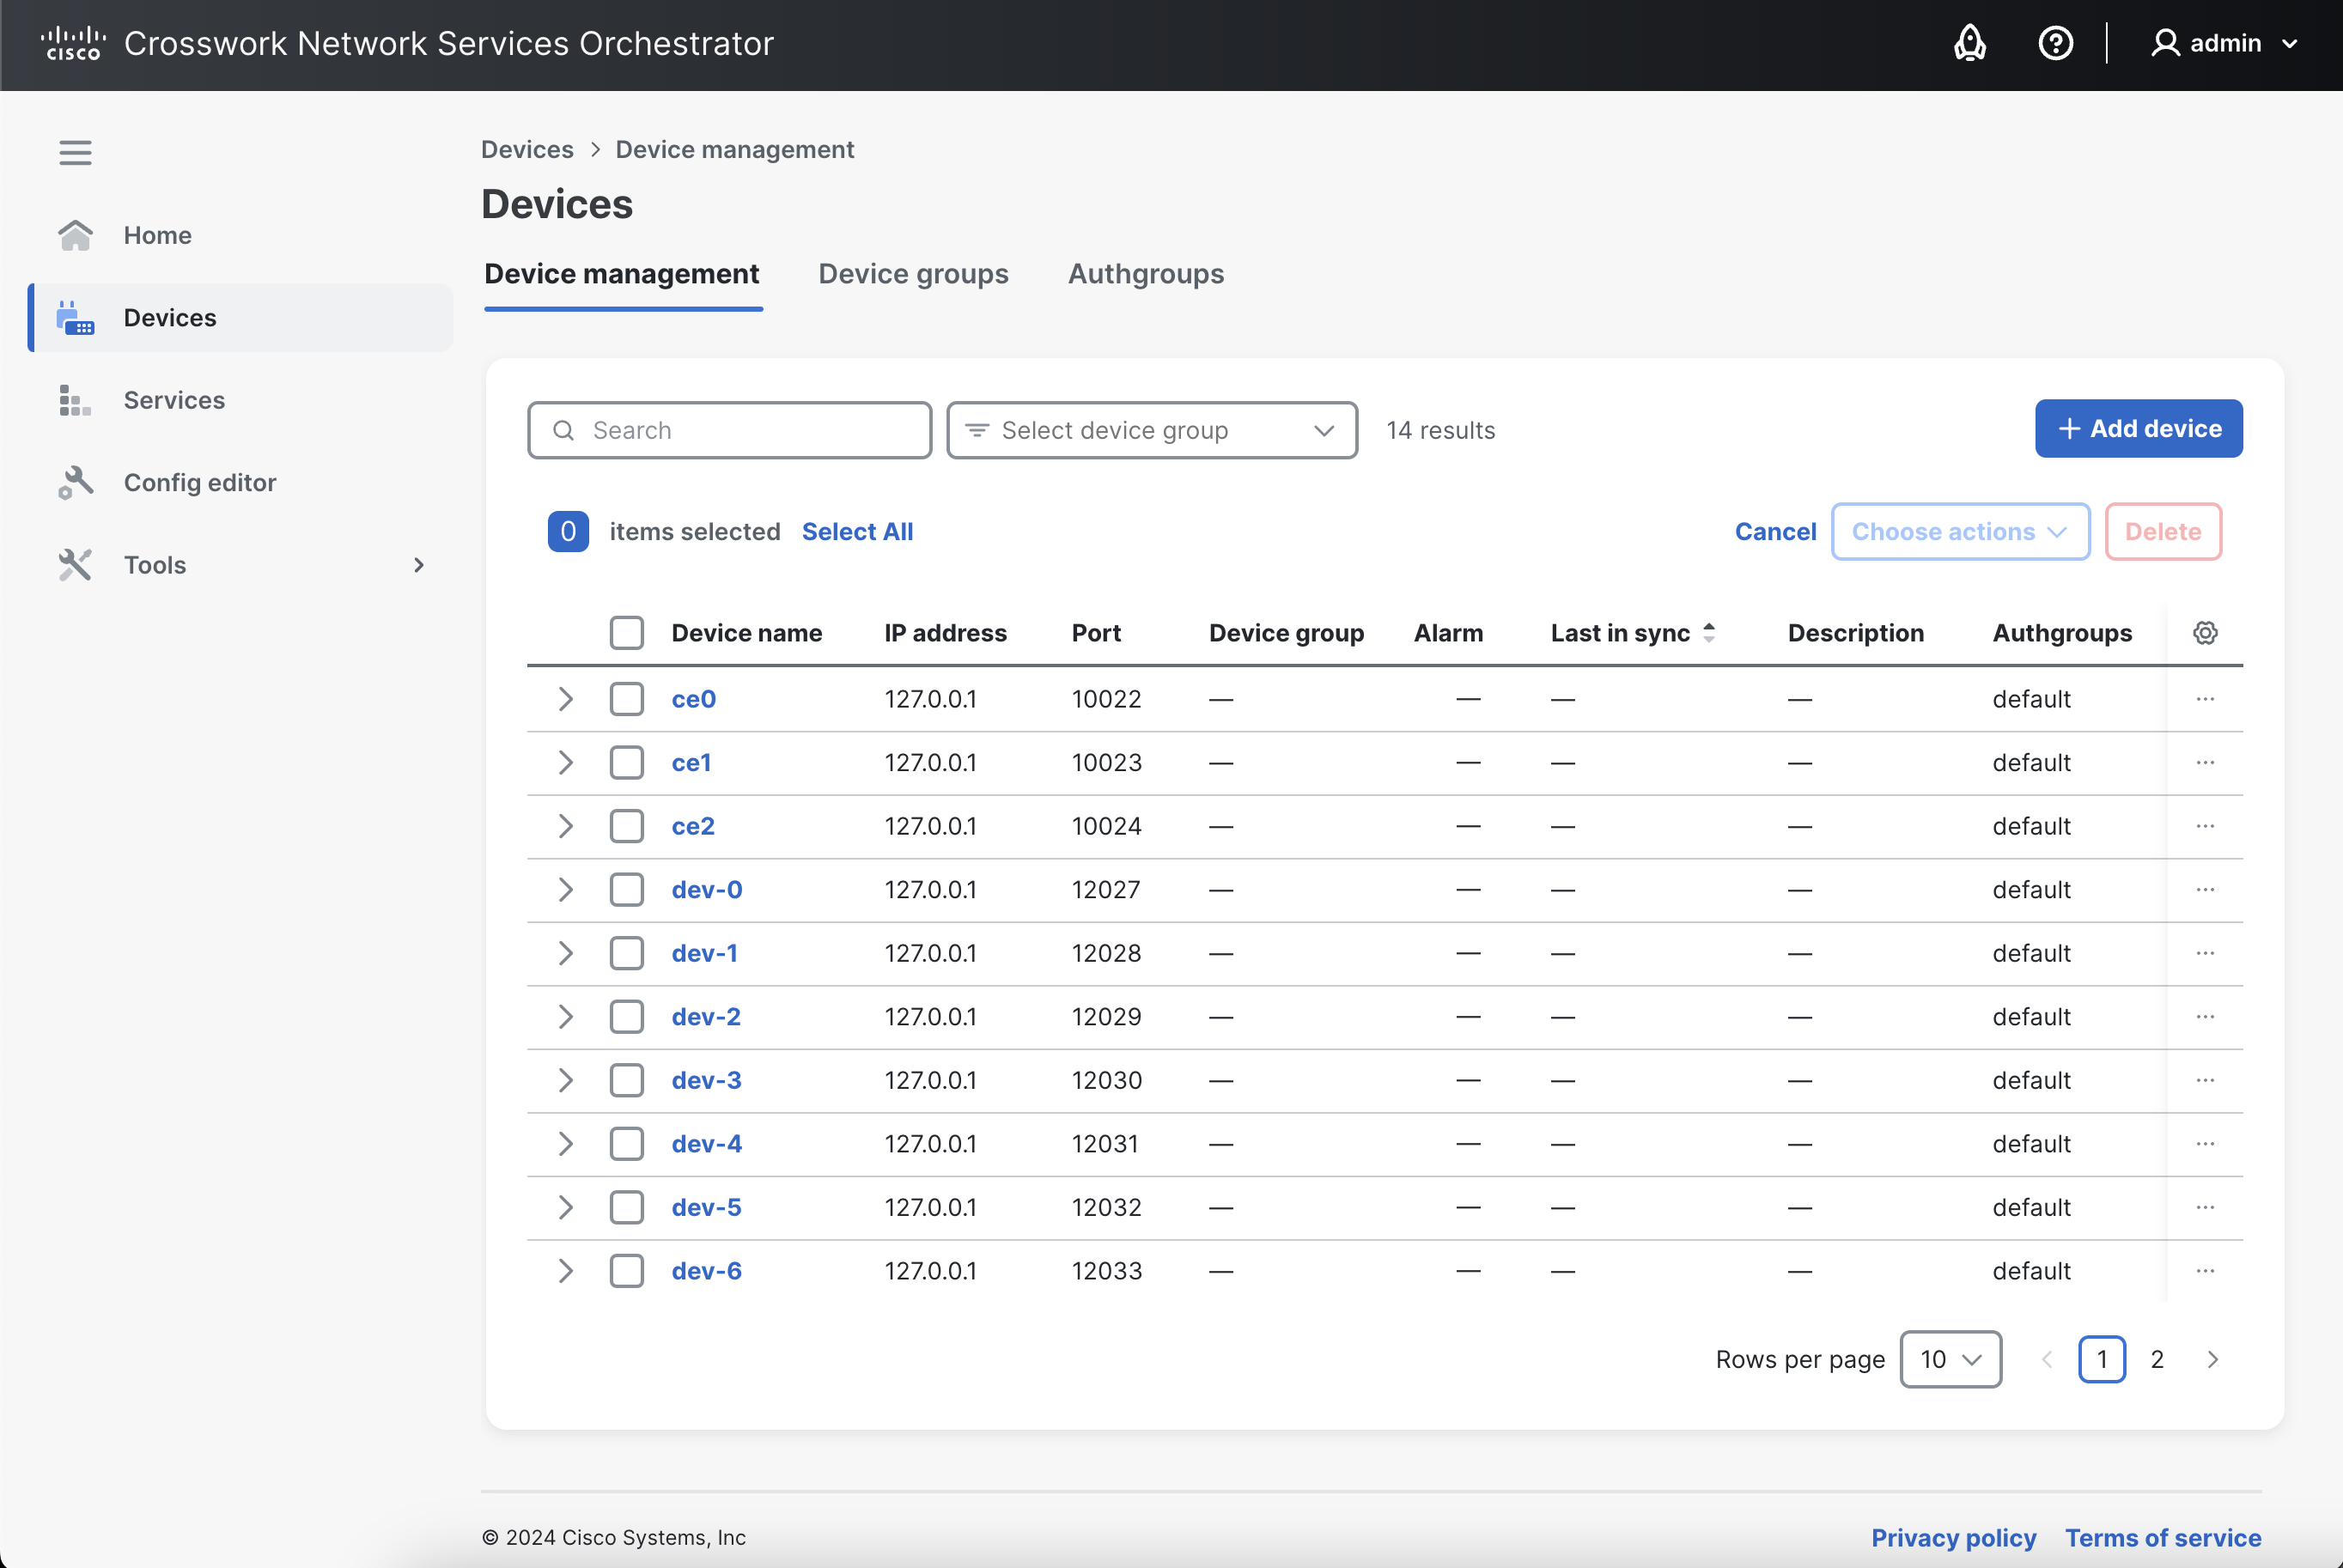 CISCO Crosswork Network Services Orchestrator admin
Devices > Device management
Devices
Home
Devices
Services
Config editor
Tools
Device management Device groups Authgroups
Search Select device group 14 results + Add device
0 items selected Select All Cancel Choose actions Delete
Device name IP address Port Device group Alarm Last in sync Description Authgroups
ce0 127.0.0.1 10022 — — — — default ...
ce1 127.0.0.1 10023 — — — — default ...
ce2 127.0.0.1 10024 — — — — default ...
dev-0 127.0.0.1 12027 — — — — default ...
dev-1 127.0.0.1 12028 — — — — default ...
dev-2 127.0.0.1 12029 — — — — default ...
dev-3 127.0.0.1 12030 — — — — default ...
dev-4 127.0.0.1 12031 — — — — default ...
dev-5 127.0.0.1 12032 — — — — default ...
dev-6 127.0.0.1 12033 — — — — default ...
Rows per page 10 < 1 2 >
© 2024 Cisco Systems, Inc Privacy policy Terms of service